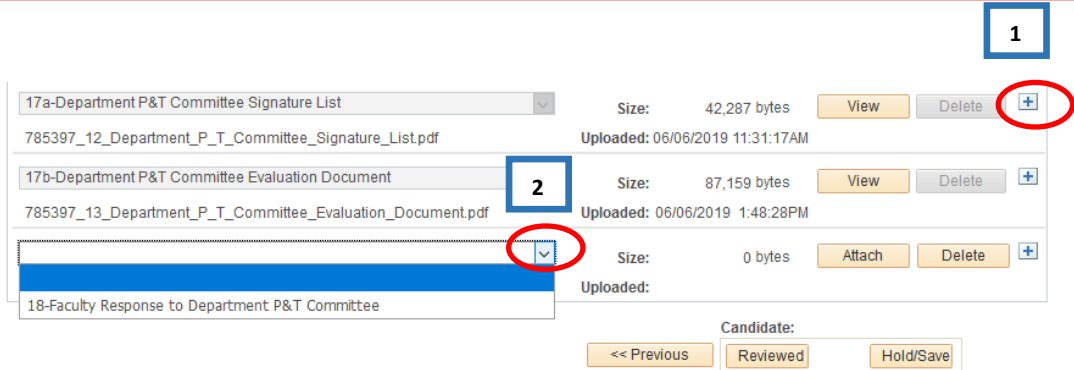 1
17a-Department P&T Committee Signature List
Size: 42,287 bytes View Delete +
785397_12_Department_P_T_Committee_Signature_List.pdf
Uploaded: 06/06/2019 11:31:17AM
17b-Department P&T Committee Evaluation Document
2
Size: 87,159 bytes View Delete +
785397_13_Department_P_T_Committee_Evaluation_Document.pdf
Uploaded: 06/06/2019 1:48:28PM
Size: 0 bytes Attach Delete +
Uploaded:
18-Faculty Response to Department P&T Committee
Candidate:
<< Previous Reviewed Hold/Save